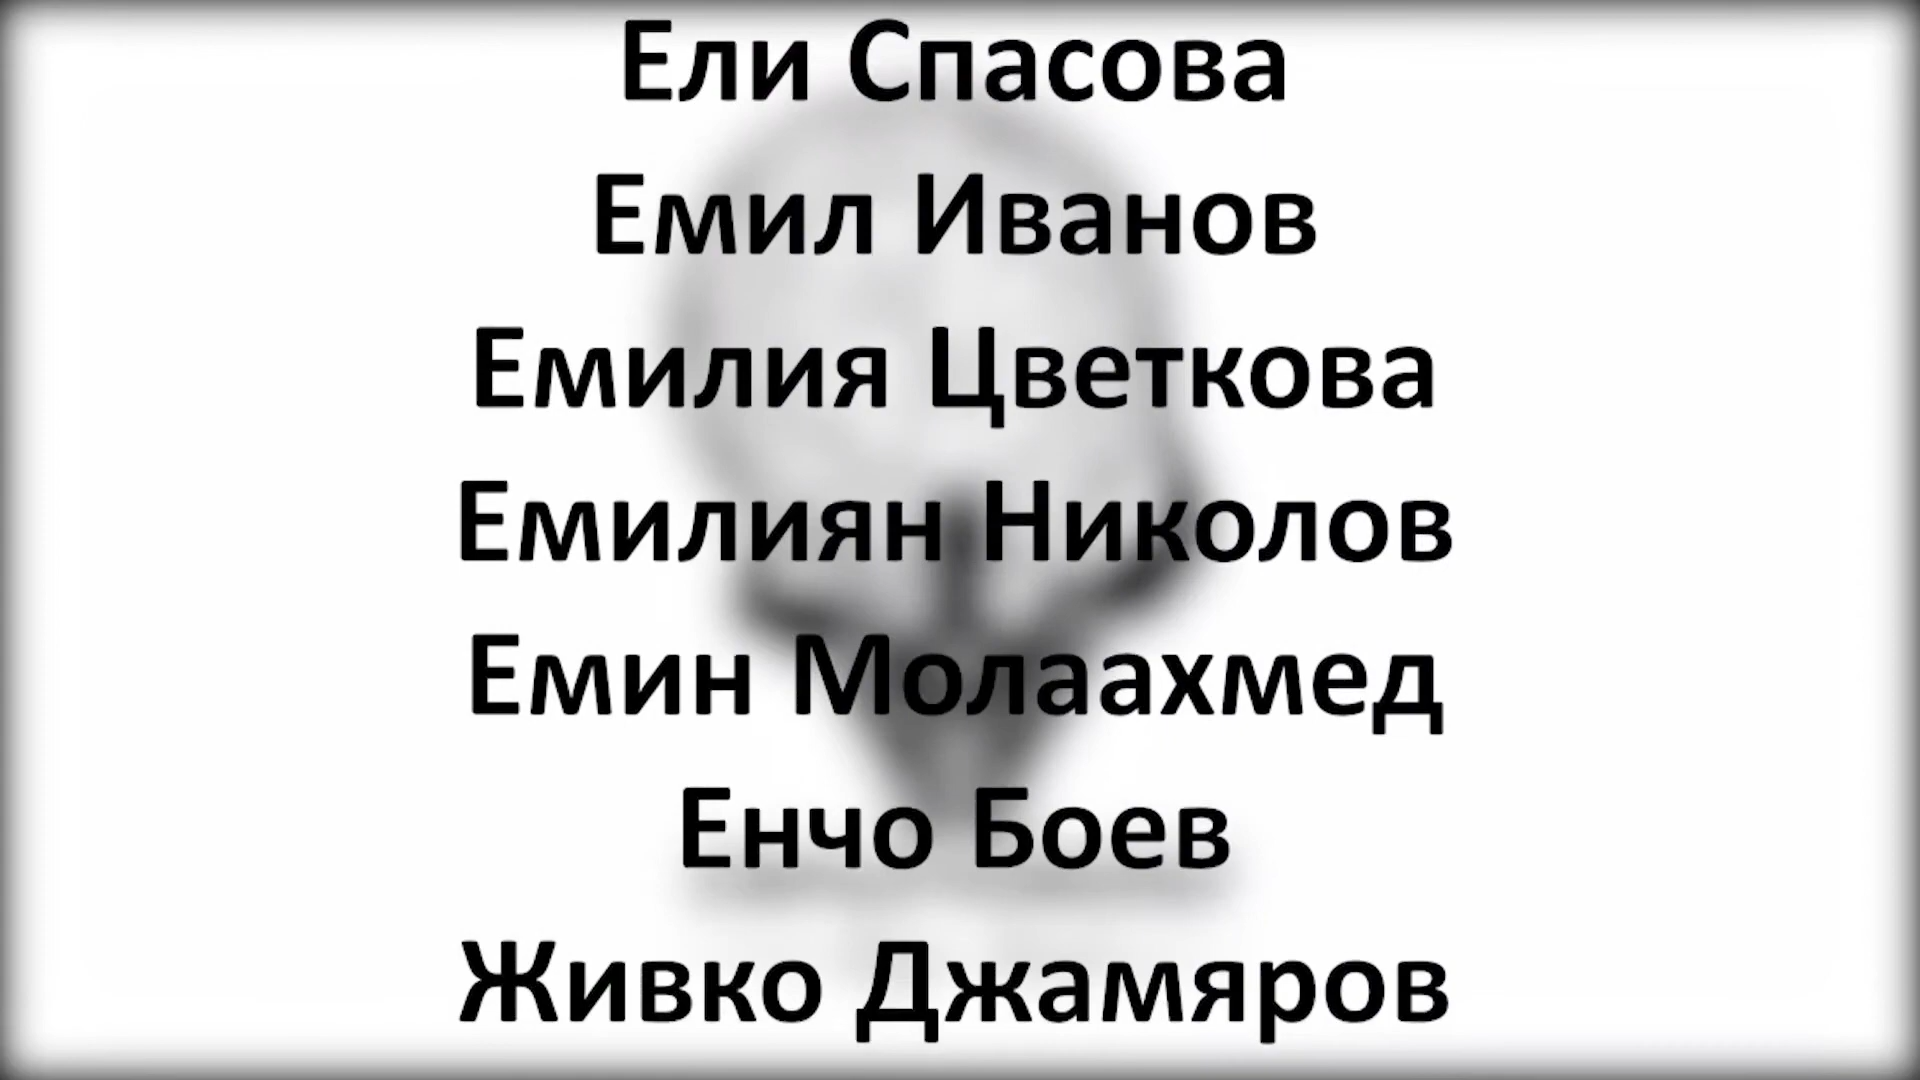 Ели Спасова
Емил Иванов
Емилия Цветкова
Емилиян Николов
Емин Молаахмед
Енчо Боев
Живко Джамяров